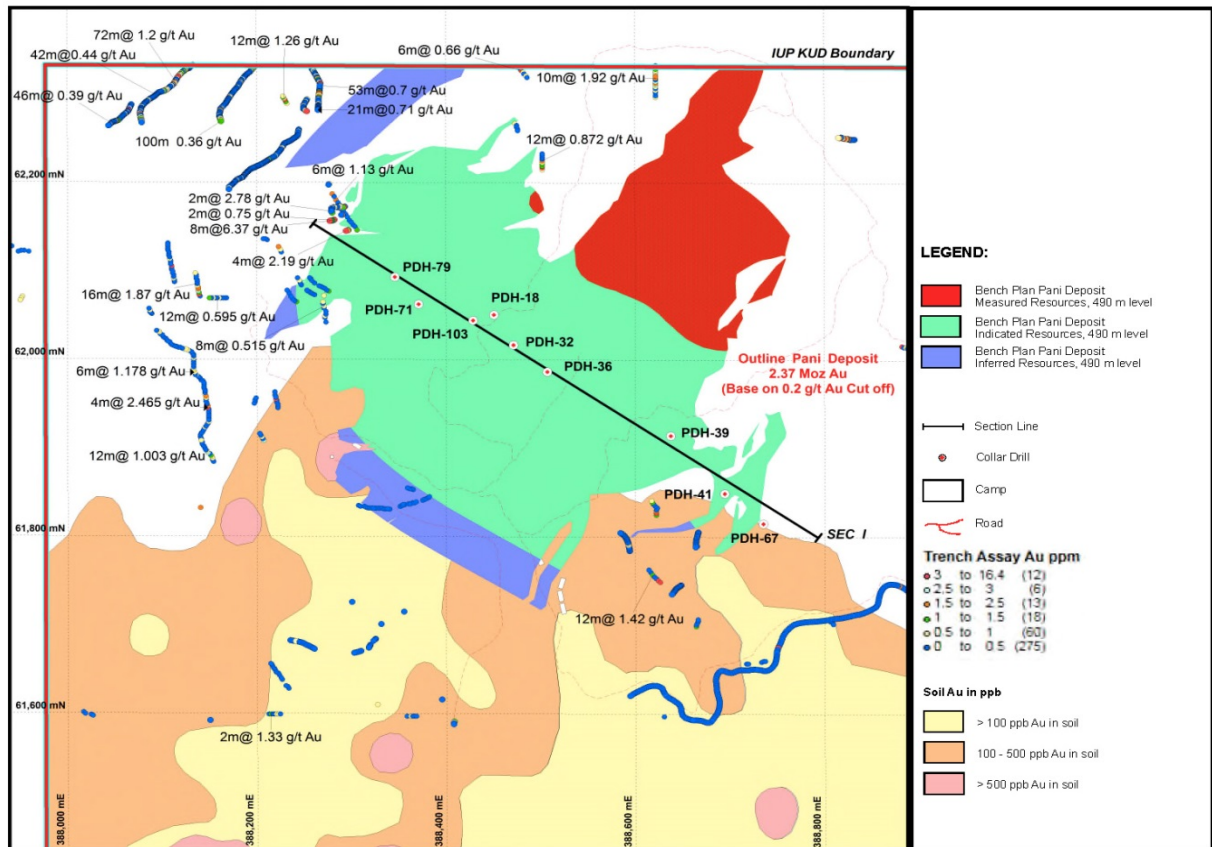 IUP KUD Boundary
72m@ 1.2 g/t Au
42m@0.44 g/t Au
12m@ 1.26 g/t Au
6m@ 0.66 g/t Au
46m@ 0.39 g/t Au
53m@0.7 g/t Au
10m@ 1.92 g/t Au
21m@0.71 g/t Au
100m 0.36 g/t Au
12m@ 0.872 g/t Au
62,200 mN
6m@ 1.13 g/t Au
2m@ 2.78 g/t Au
2m@ 0.75 g/t Au
8m@6.37 g/t Au
4m@ 2.19 g/t Au
PDH-79
16m@ 1.87 g/t Au
PDH-71
PDH-18
12m@ 0.595 g/t Au
PDH-103
8m@ 0.515 g/t Au
PDH-32
62,000 mN
PDH-36
Outline Pani Deposit
2.37 Moz Au
(Base on 0.2 g/t Au Cut off)
6m@ 1.178 g/t Au
4m@ 2.465 g/t Au
12m@ 1.003 g/t Au
PDH-39
PDH-41
61,800 mN
PDH-67
SEC I
12m@ 1.42 g/t Au
61,600 mN
2m@ 1.33 g/t Au
388,000 mE
388,200 mE
388,400 mE
388,600 mE
388,800 mE
LEGEND:
Bench Plan Pani Deposit
Measured Resources, 490 m level
Bench Plan Pani Deposit
Indicated Resources, 490 m level
Bench Plan Pani Deposit
Inferred Resources, 490 m level
Section Line
Collar Drill
Camp
Road
Trench Assay Au ppm
3 to 16.4 (12)
2.5 to 3 (6)
1.5 to 2.5 (13)
1 to 1.5 (18)
0.5 to 1 (60)
0 to 0.5 (275)
Soil Au in ppb
> 100 ppb Au in soil
100 - 500 ppb Au in soil
> 500 ppb Au in soil